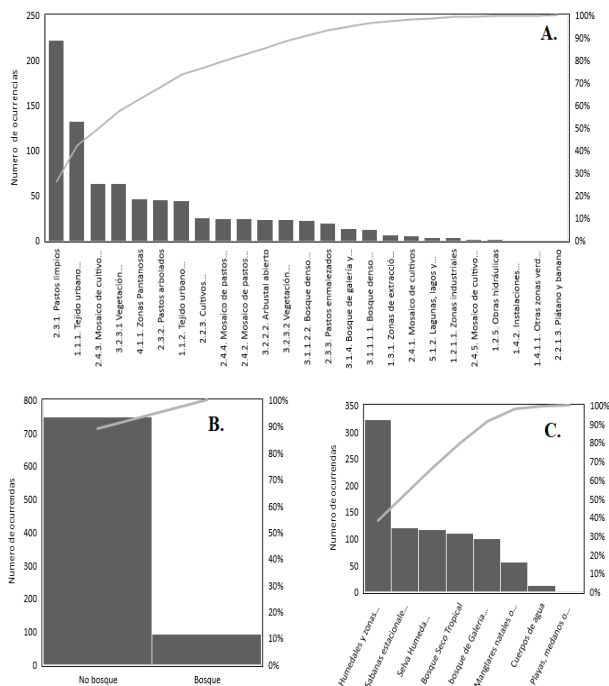 A.
Numero de ocurrencias
250
200
150
100
50
0
100%
90%
80%
70%
60%
50%
40%
30%
20%
10%
0%
2.3.1. Pastos limpios
1.1.1. Tejido urbano...
2.4.3. Mosaico de cultivo...
3.2.3.1 Vegetación...
4.1.1. Zonas Pantanosas
2.3.2. Pastos arbolados
1.1.2. Tejido urbano...
2.2.3. Cultivos...
2.4.4. Mosaico de pastos...
2.4.2. Mosaico de pastos...
3.2.2.2. Arbustal abierto
3.2.3.2 Vegetación...
3.1.1.2.2. Bosque denso...
2.3.3. Pastos enmalezados
3.1.4. Bosque de galería y...
3.1.1.1.1. Bosque denso...
1.3.1. Zonas de extracció...
2.4.1. Mosaico de cultivos
5.1.2. Lagunas, lagos y...
1.2.1.1. Zonas industriales
2.4.5. Mosaico de cultivo...
1.2.5. Obras hidráulicas
1.4.2. Instalaciones...
1.4.1.1. Otras zonas verd...
2.2.1.3. Plátano y banano
B.
Numero de ocurrencias
800
700
600
500
400
300
200
100
0
100%
90%
80%
70%
60%
50%
40%
30%
20%
10%
0%
No bosque
Bosque
C.
Numero de ocurrencias
350
300
250
200
150
100
50
0
100%
90%
80%
70%
60%
50%
40%
30%
20%
10%
0%
Humedales y zonas...
Sabanas estacionale...
Selva Humeda...
Bosque Seco Tropical
bosque de Galería...
Manglares natales o...
Cuerpos de agua
Playas, medanos o...